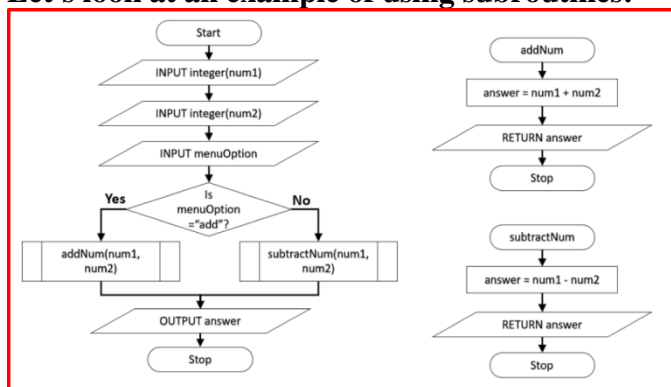 Let's look at an example of using subroutines.
Start
INPUT integer(num1)
INPUT integer(num2)
INPUT menuOption
Is
menuOption
="add"?
Yes
No
addNum(num1,
num2)
subtractNum(num1,
num2)
OUTPUT answer
Stop
addNum
answer = num1 + num2
RETURN answer
Stop
subtractNum
answer = num1 - num2
RETURN answer
Stop